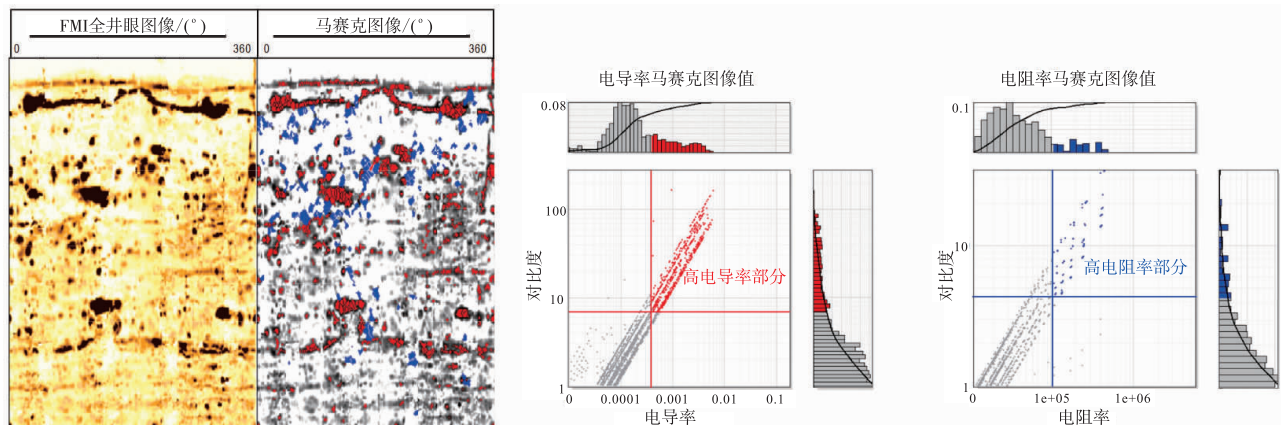 FMI全井眼图像/(°)
0 360
马赛克图像/(°)
0 360
电导率马赛克图像值
0.08
对比度
100
10
1
高电导率部分
0 0.0001 0.001 0.01 0.1
电导率
电阻率马赛克图像值
0.1
对比度
10
1
高电阻率部分
0 1e+05 1e+06
电阻率